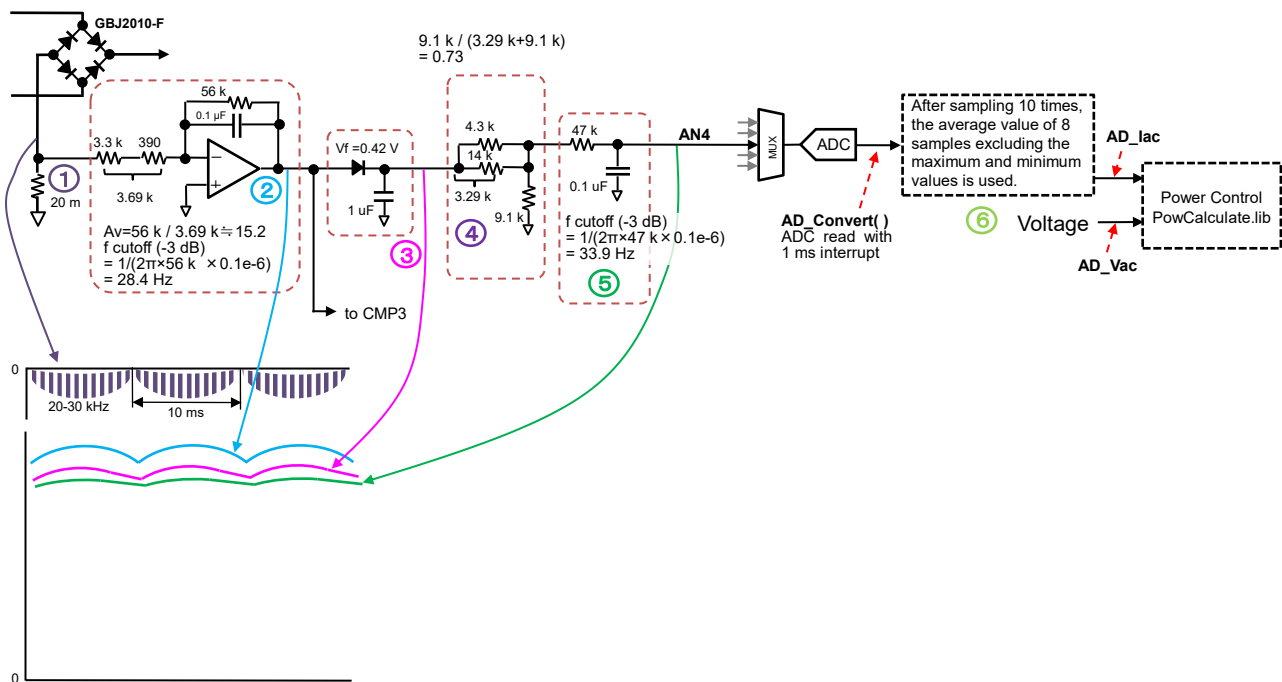 GBJ2010-F
56 k
0.1 µF
3.3 k
390
3.69 k
−
+
①
20 m
②
Av=56 k / 3.69 k≒15.2
f cutoff (-3 dB)
= 1/(2π×56 k ×0.1e-6)
= 28.4 Hz
Vf =0.42 V
1 uF
③
to CMP3
9.1 k / (3.29 k+9.1 k)
= 0.73
4.3 k
14 k
3.29 k
9.1 k
④
47 k
0.1 uF
f cutoff (-3 dB)
= 1/(2π×47 k×0.1e-6)
= 33.9 Hz
⑤
AN4
MUX
ADC
AD_Convert( )
ADC read with
1 ms interrupt
After sampling 10 times,
the average value of 8
samples excluding the
maximum and minimum
values is used.
⑥
AD_Iac
Voltage
AD_Vac
Power Control
PowCalculate.lib
0
20-30 kHz
10 ms
0